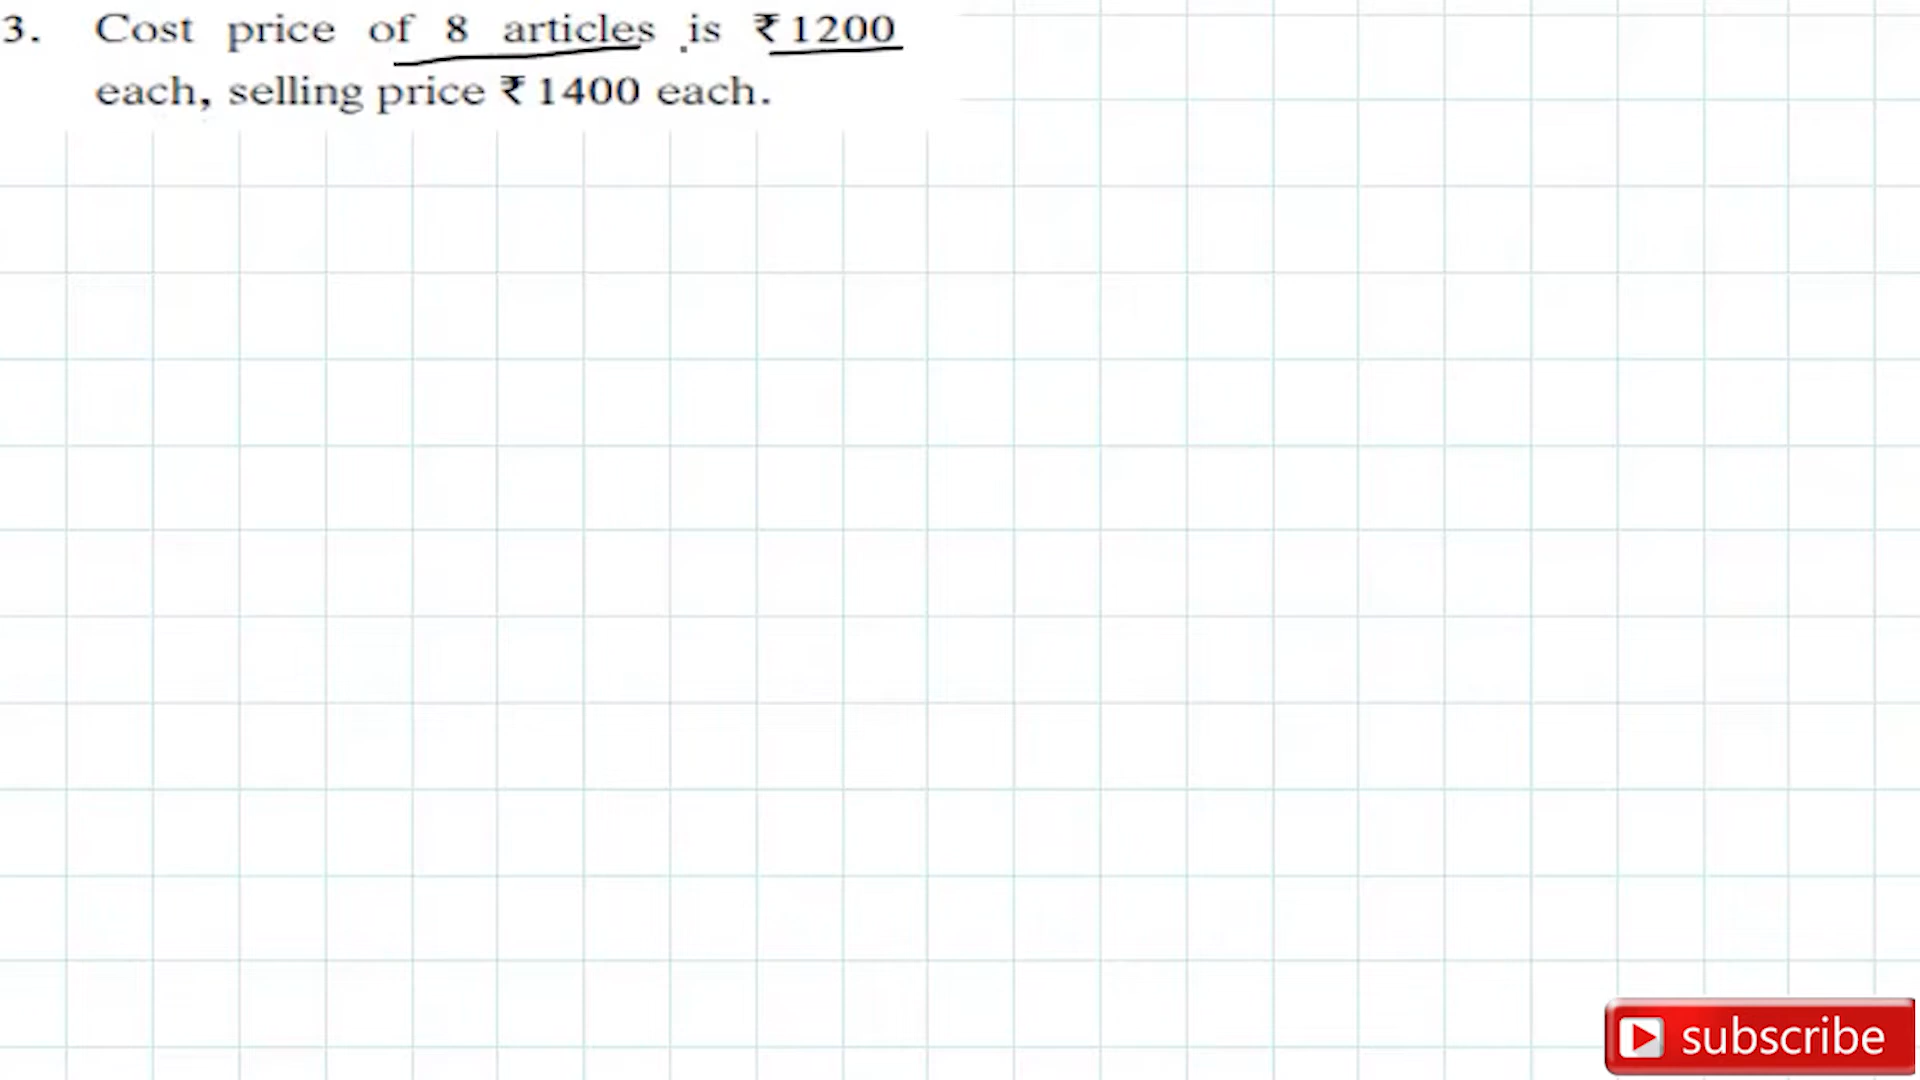 3. Cost price of 8 articles is ₹ 1200
each, selling price ₹ 1400 each.
subscribe